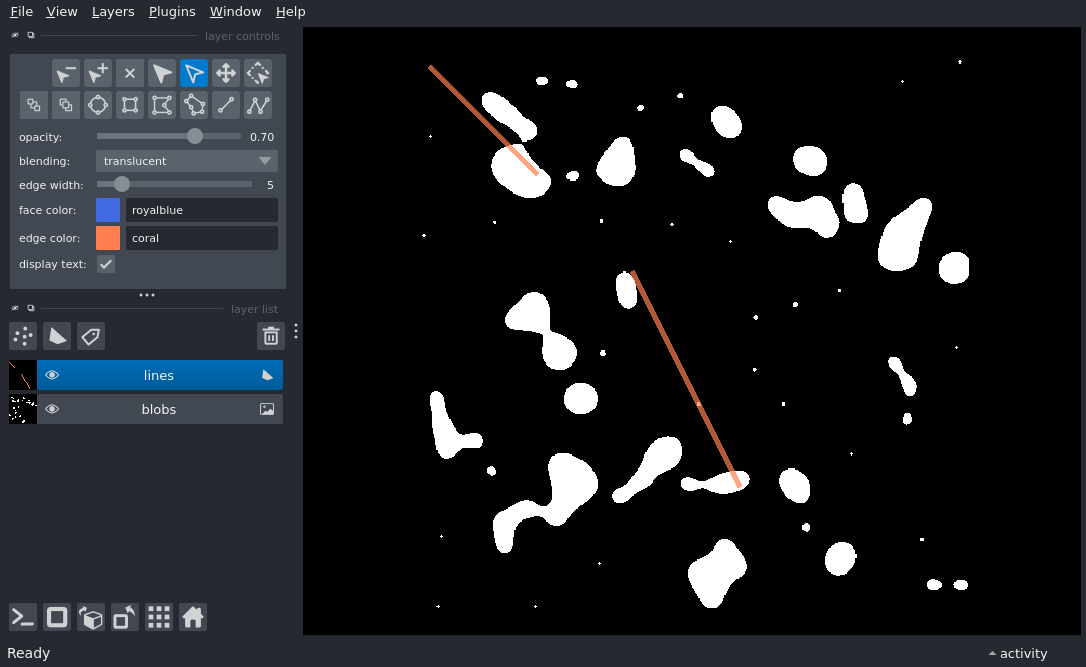 File View Layers Plugins Window Help
layer controls
opacity: 0.70
blending: translucent
edge width: 5
face color: royalblue
edge color: coral
display text:
layer list
lines
blobs
Ready
activity